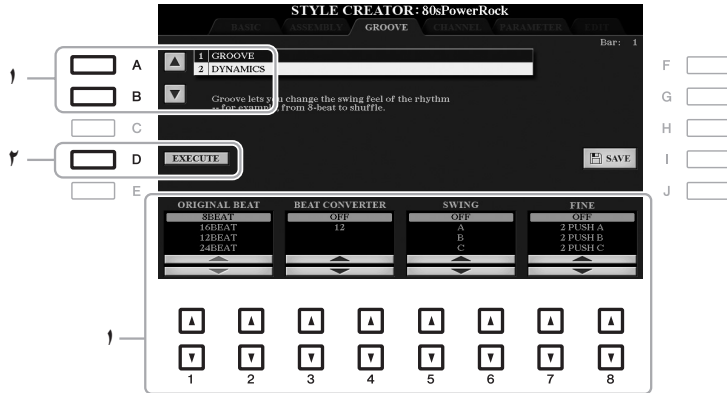 STYLE CREATOR: 80sPowerRock
BASIC ASSEMBLY GROOVE CHANNEL PARAMETER EDIT
Bar: 1
1 GROOVE
2 DYNAMICS
Groove lets you change the swing feel of the rhythm
-- for example, from 8-beat to shuffle.
EXECUTE
SAVE
A
B
C
D
E
F
G
H
I
J
١
٢
ORIGINAL BEAT BEAT CONVERTER SWING FINE
8BEAT OFF OFF OFF
16BEAT 12 A 2 PUSH A
12BEAT B 2 PUSH B
24BEAT C 2 PUSH C
١
1 2 3 4 5 6 7 8